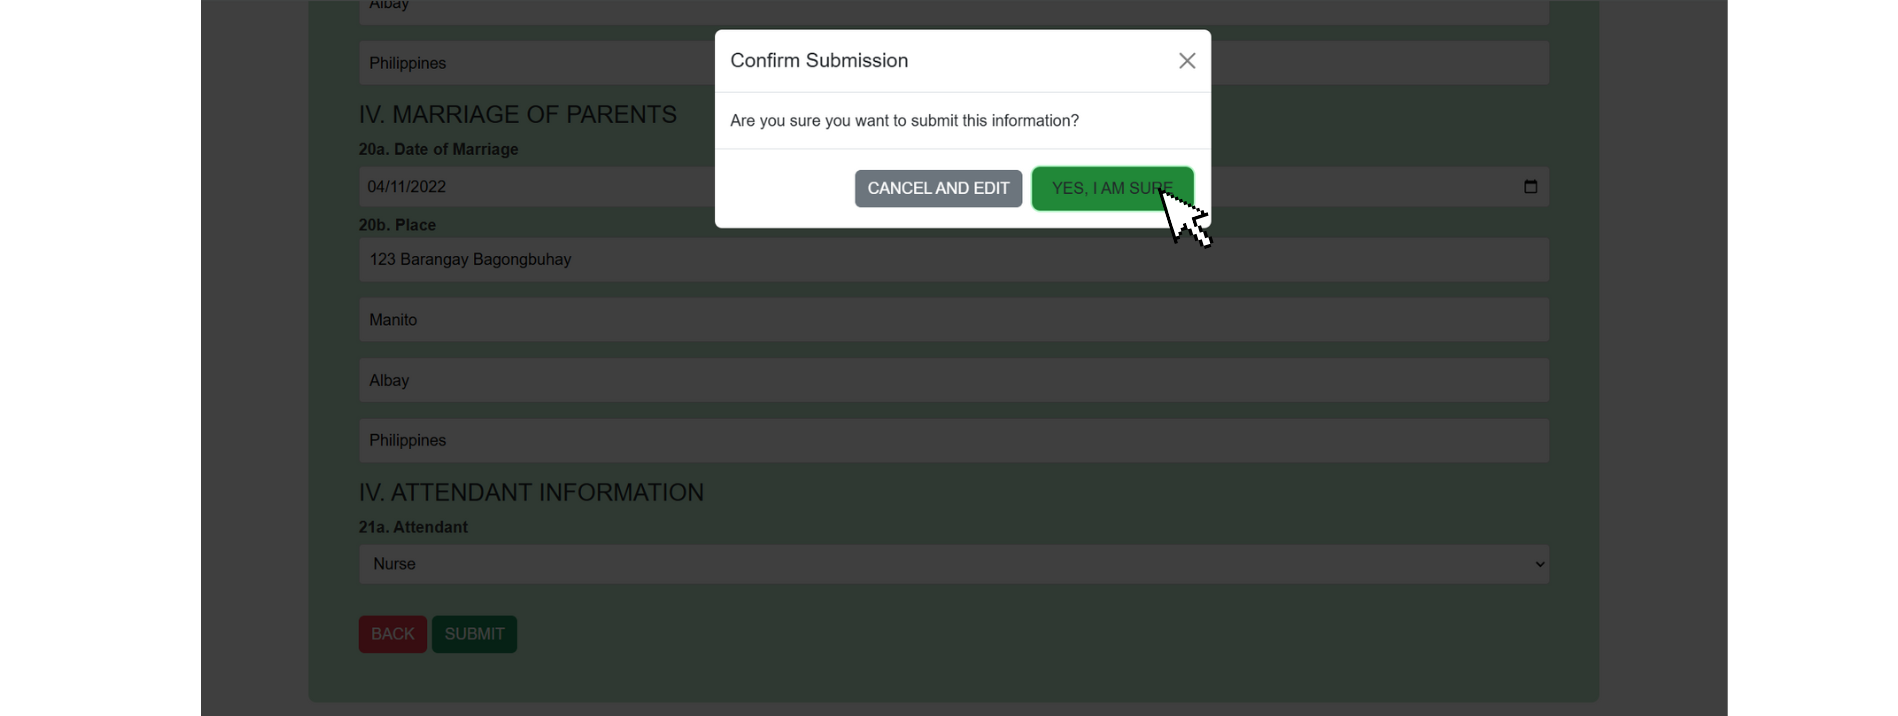 Albay
Philippines
Confirm Submission
Are you sure you want to submit this information?
CANCEL AND EDIT
YES, I AM SURE
IV. MARRIAGE OF PARENTS
20a. Date of Marriage
04/11/2022
20b. Place
123 Barangay Bagongbuhay
Manito
Albay
Philippines
IV. ATTENDANT INFORMATION
21a. Attendant
Nurse
BACK
SUBMIT